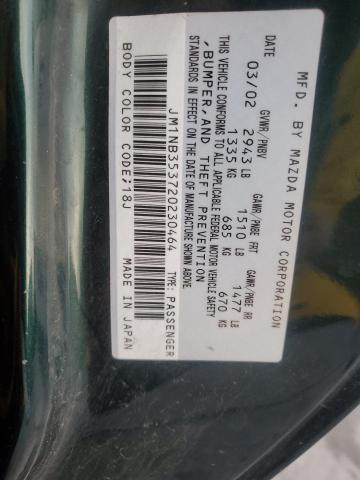 MFD. BY MAZDA MOTOR CORPORATION
DATE GVWR/PNBV GAWR/PNBE FRT GAWR/PNBE RR
03/02 2943 LB 1510 LB 1477 LB
1335 KG 685 KG 670 KG
THIS VEHICLE CONFORMS TO ALL APPLICABLE FEDERAL MOTOR VEHICLE SAFETY
, BUMPER, AND THEFT PREVENTION
STANDARDS IN EFFECT ON THE DATE OF MANUFACTURE SHOWN ABOVE.
JM1NB353720230464 TYPE: PASSENGER
BODY COLOR CODE/18J MADE IN JAPAN